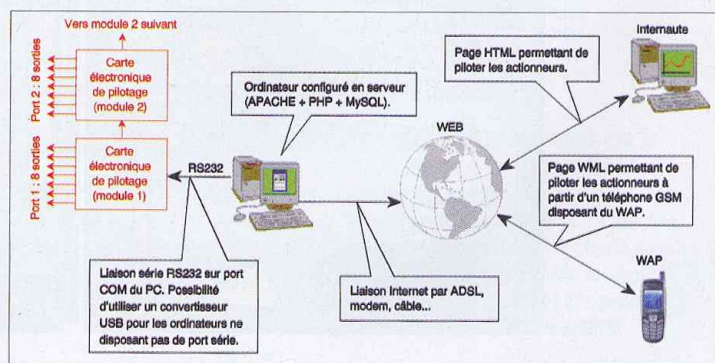 Vers module 2 suivant
Port 2 : 8 sorties
Carte
électronique
de pilotage
(module 2)
Port 1 : 8 sorties
Carte
électronique
de pilotage
(module 1)
RS232
Ordinateur configuré en serveur
(APACHE + PHP + MySQL).
Page HTML permettant de
piloter les actionneurs.
Internaute
WEB
Page WML permettant de
piloter les actionneurs à
partir d'un téléphone GSM
disposant du WAP.
WAP
Liaison série RS232 sur port
COM du PC. Possibilité
d'utiliser un convertisseur
USB pour les ordinateurs ne
disposant pas de port série.
Liaison Internet par ADSL,
modem, câble...